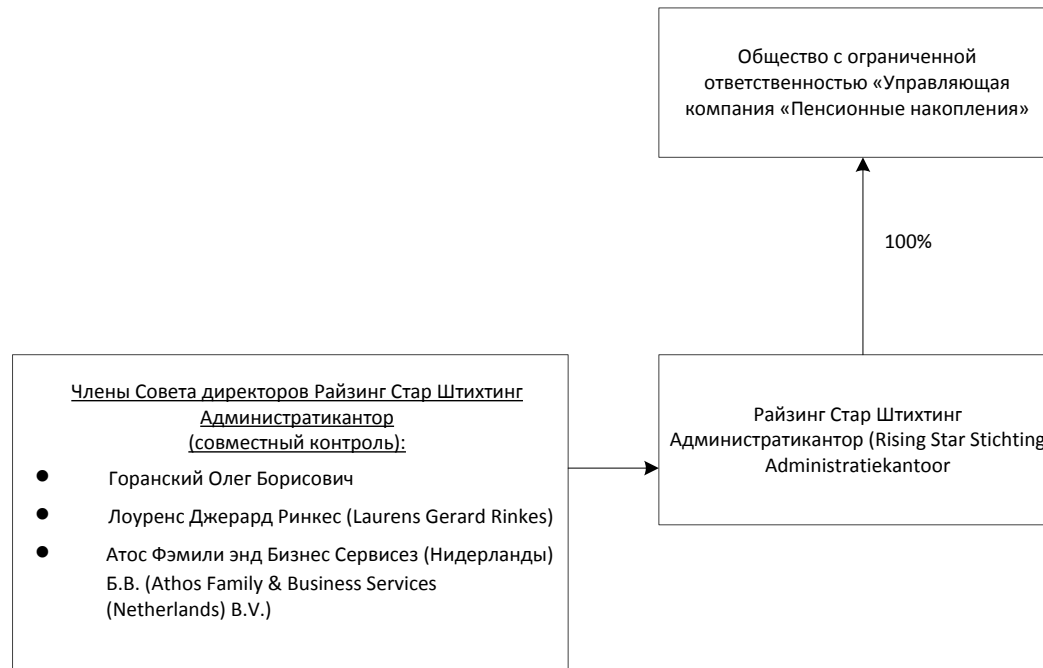 Общество с ограниченной
ответственностью «Управляющая
компания «Пенсионные накопления»
100%
Члены Совета директоров Райзинг Стар Штихтинг
Администратикантор
(совместный контроль):
● Горанский Олег Борисович
● Лоуренс Джерард Ринкес (Laurens Gerard Rinkes)
● Атос Фэмили энд Бизнес Сервисез (Нидерланды)
Б.В. (Athos Family & Business Services
(Netherlands) B.V.)
Райзинг Стар Штихтинг
Администратикантор (Rising Star Stichting
Administratiekantoor